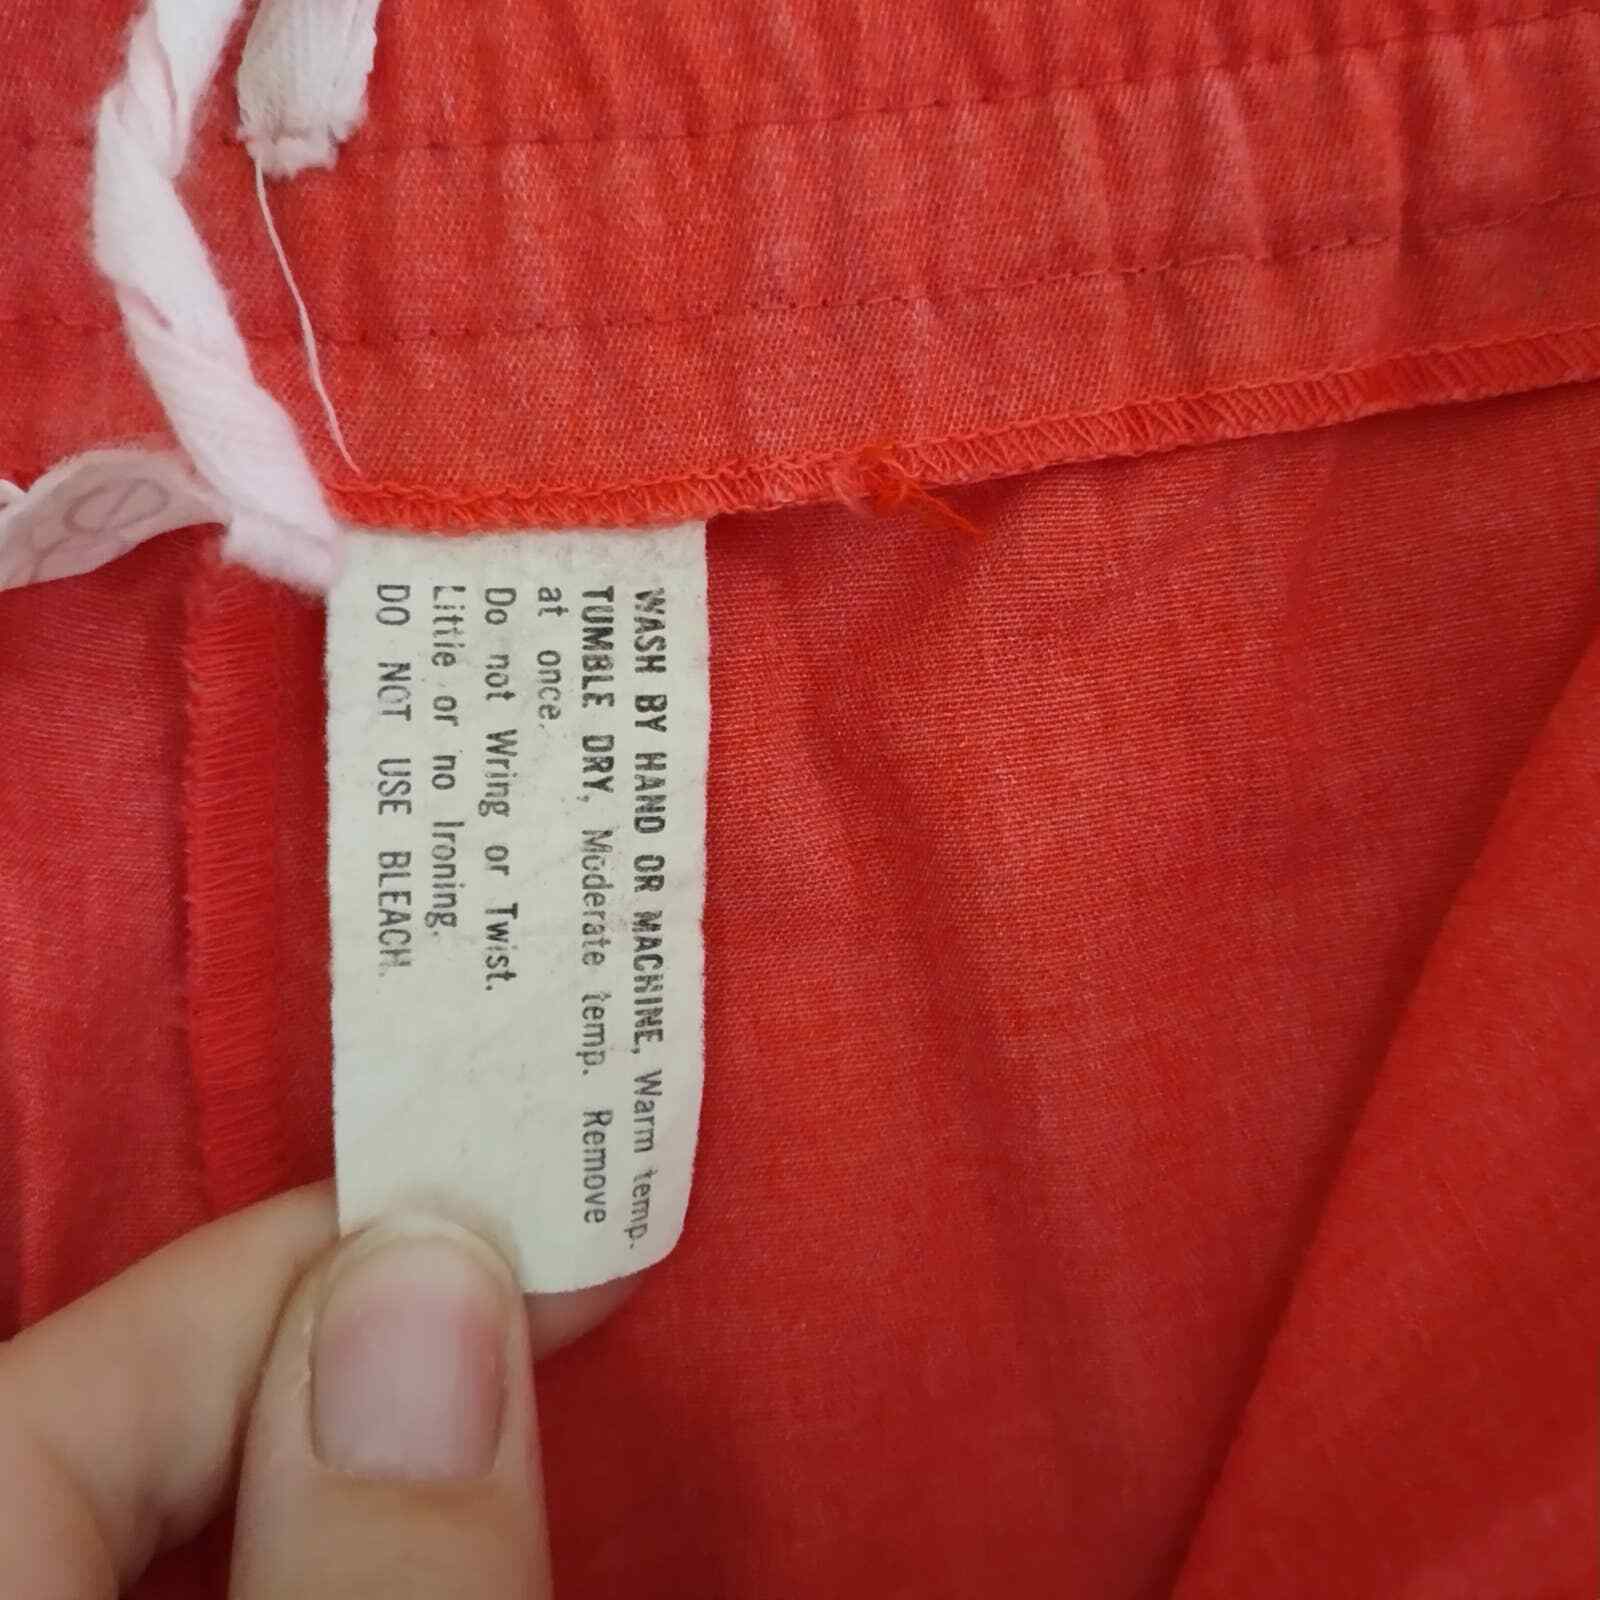 WASH BY HAND OR MACHINE, Warm temp.
TUMBLE DRY, Moderate temp. Remove
at once.
Do not Wring or Twist.
Little or no Ironing.
DO NOT USE BLEACH.